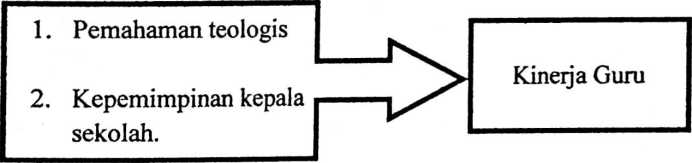 1. Pemahaman teologis
2. Kepemimpinan kepala
sekolah.
Kinerja Guru